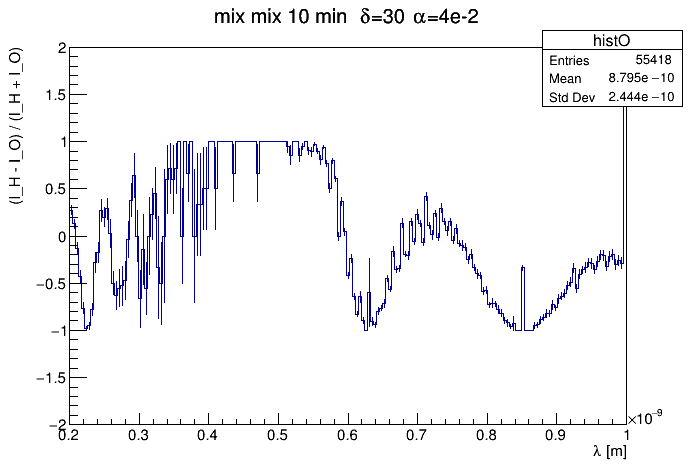 mix mix 10 min  δ=30 α=4e-2
histO
Entries 55418
Mean 8.795e−10
Std Dev 2.444e−10
(I_H - I_O) / (I_H + I_O)
2
1.5
1
0.5
0
−0.5
−1
−1.5
−2
0.2 0.3 0.4 0.5 0.6 0.7 0.8 0.9 1
×10⁻⁹
λ [m]